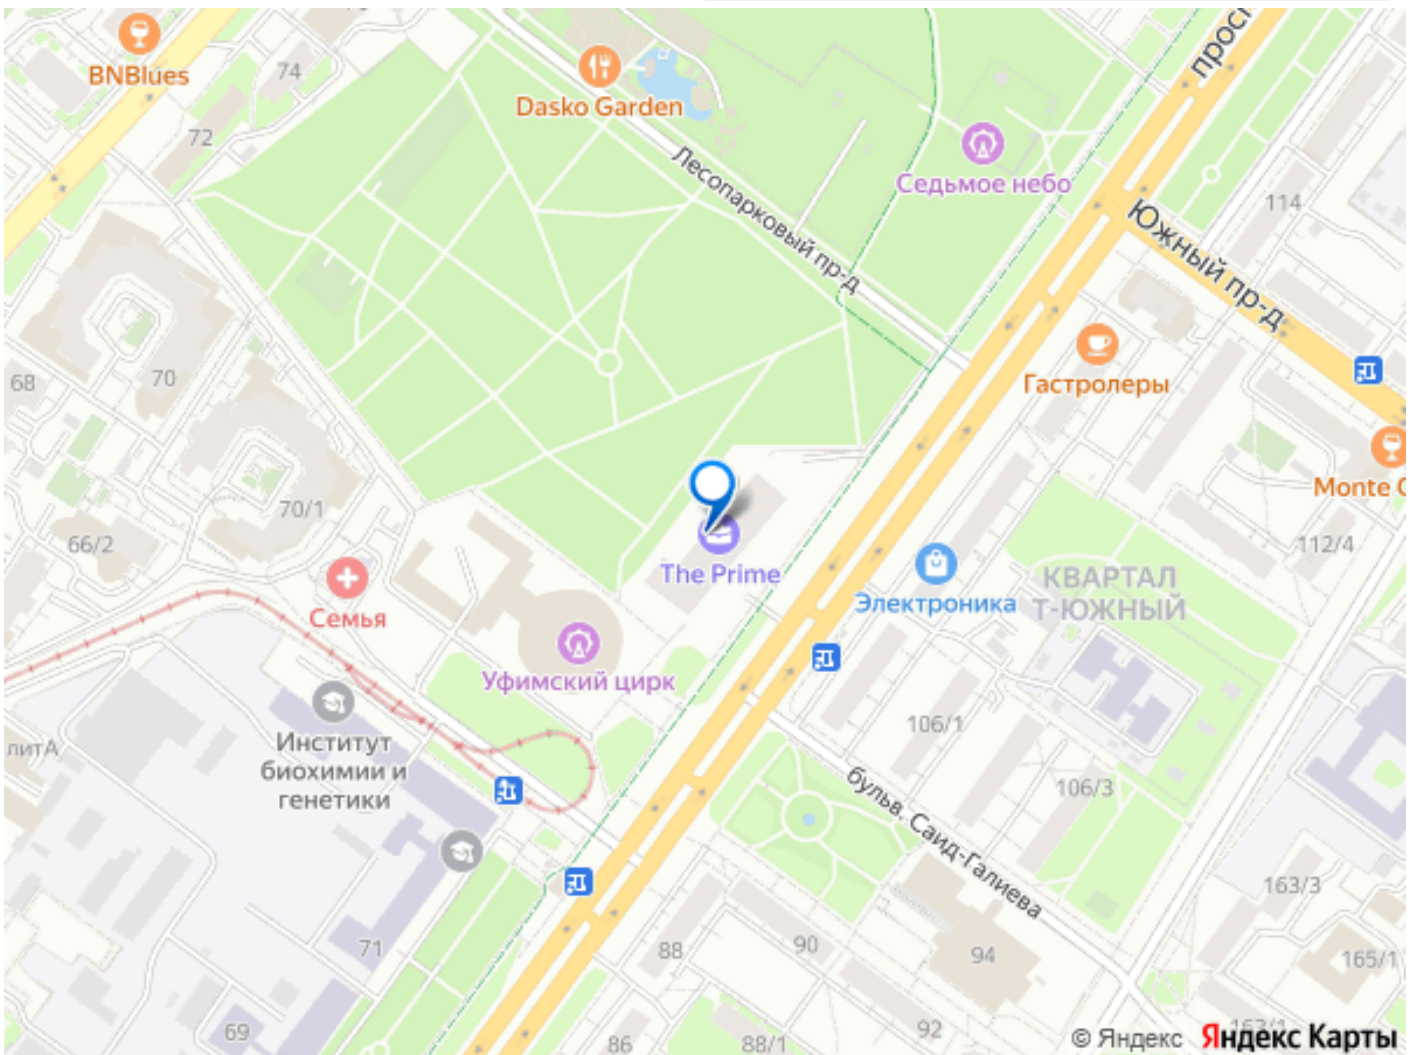 BNBlues
74
72
Dasko Garden
Седьмое небо
Лесопарковый пр-д
114
Южный пр-д
68
70
Гастролеры
70/1
66/2
Monte
112/4
The Prime
Электроника
КВАРТАЛ
Т-ЮЖНЫЙ
Семья
Уфимский цирк
106/1
Институт
биохимии и
генетики
литА
106/3
бульв. Саид-Галиева
163/3
71
88
90
94
165/1
69
86
88/1
92
© Яндекс Яндекс Карты